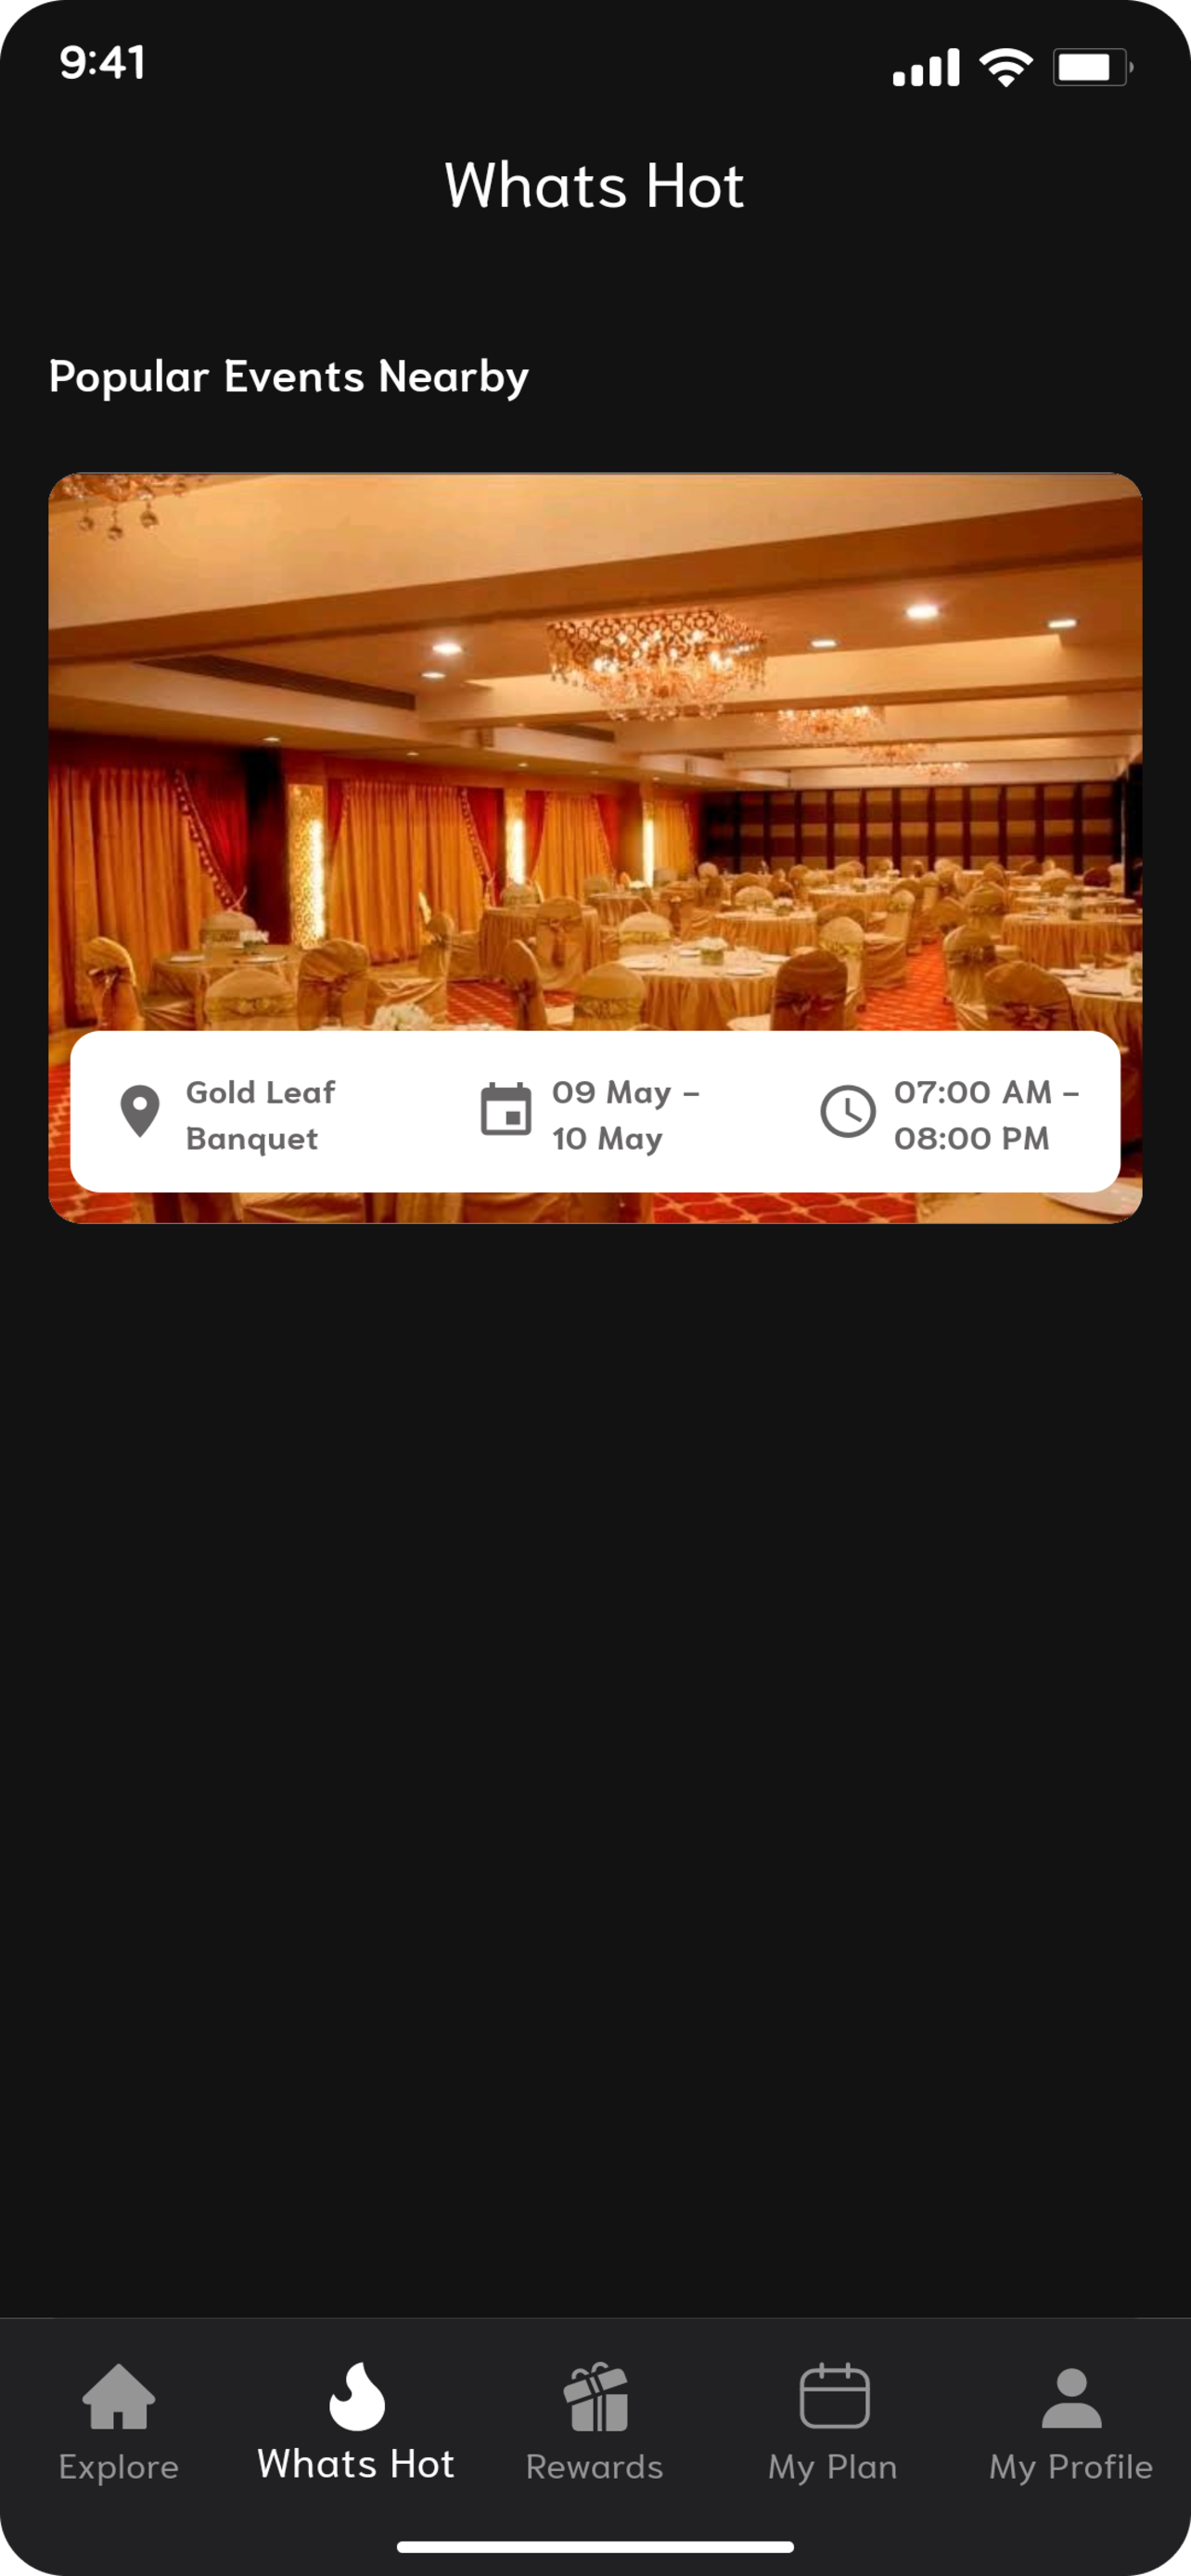 9:41
Whats Hot
Popular Events Nearby
Gold Leaf
Banquet
09 May –
10 May
07:00 AM –
08:00 PM
Explore
Whats Hot
Rewards
My Plan
My Profile